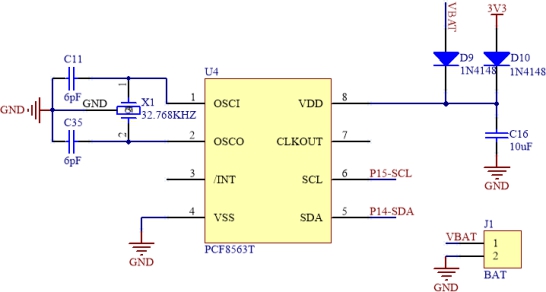 VBAT
3V3
C11
6pF
GND
GND
X1
32.768KHZ
C35
6pF
1
2
U4
1
OSCI
2
OSCO
3
/INT
4
VSS
VDD
8
CLKOUT
7
SCL
6
P15-SCL
SDA
5
P14-SDA
PCF8563T
GND
D9
1N4148
D10
1N4148
C16
10uF
GND
J1
VBAT
1
2
BAT
GND